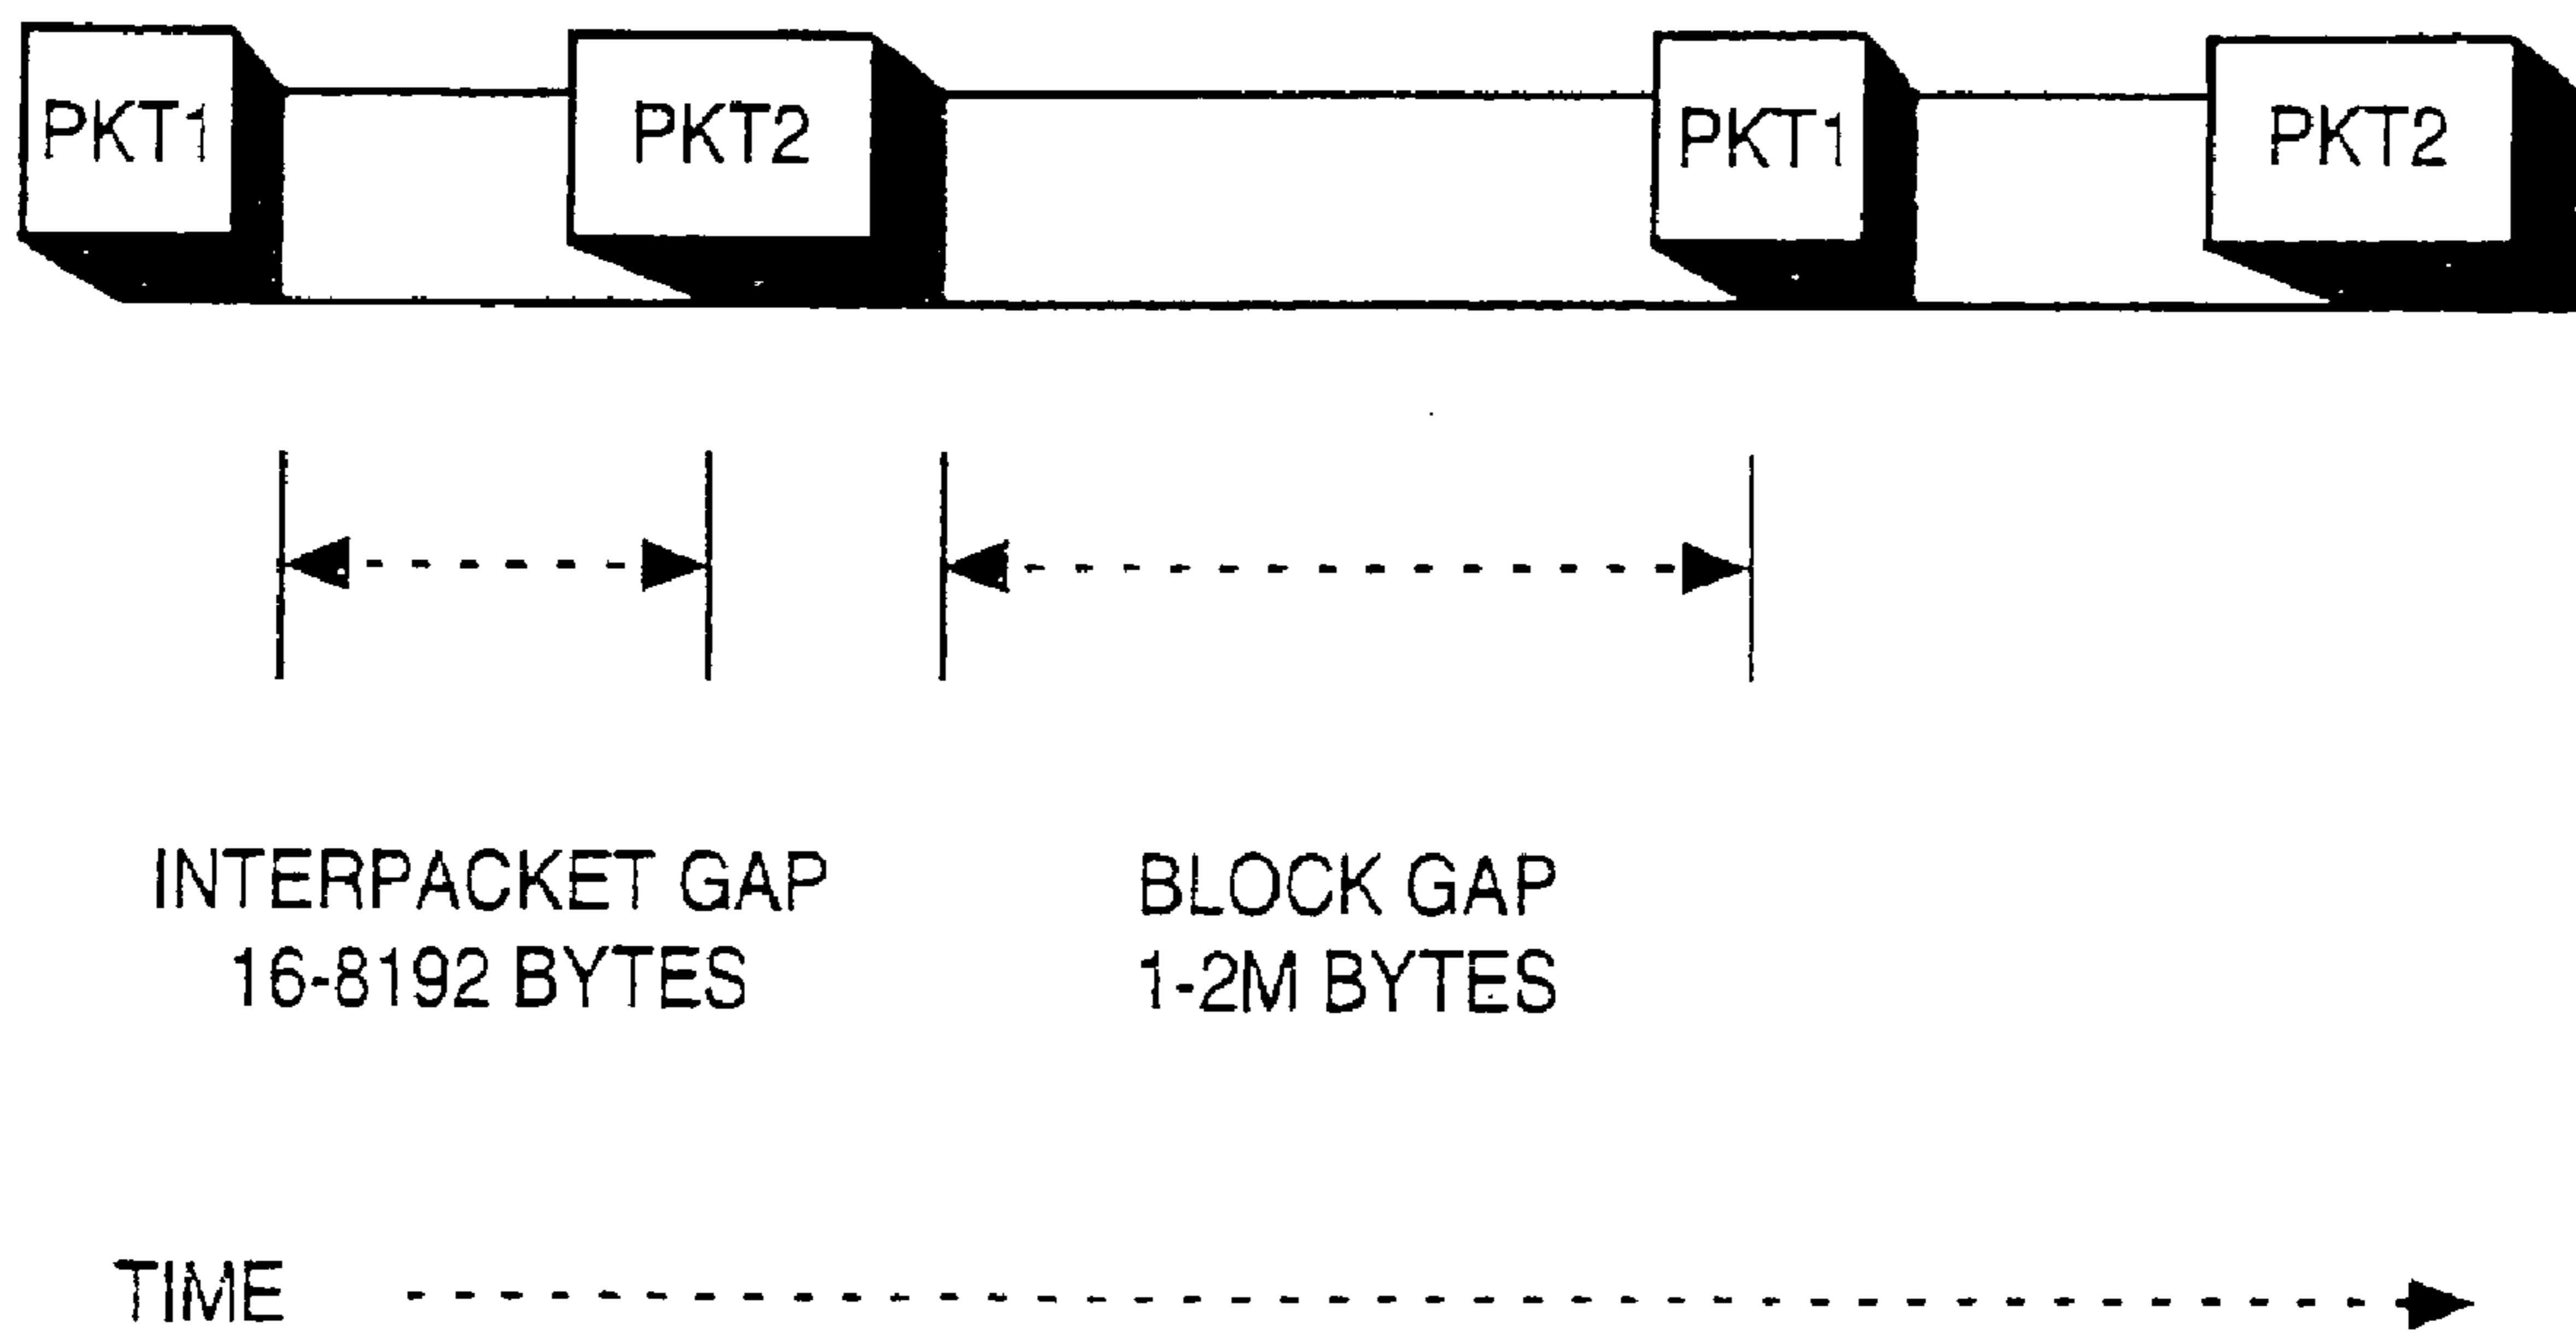 PKT1
PKT2
PKT1
PKT2
INTERPACKET GAP
16-8192 BYTES
BLOCK GAP
1-2M BYTES
TIME